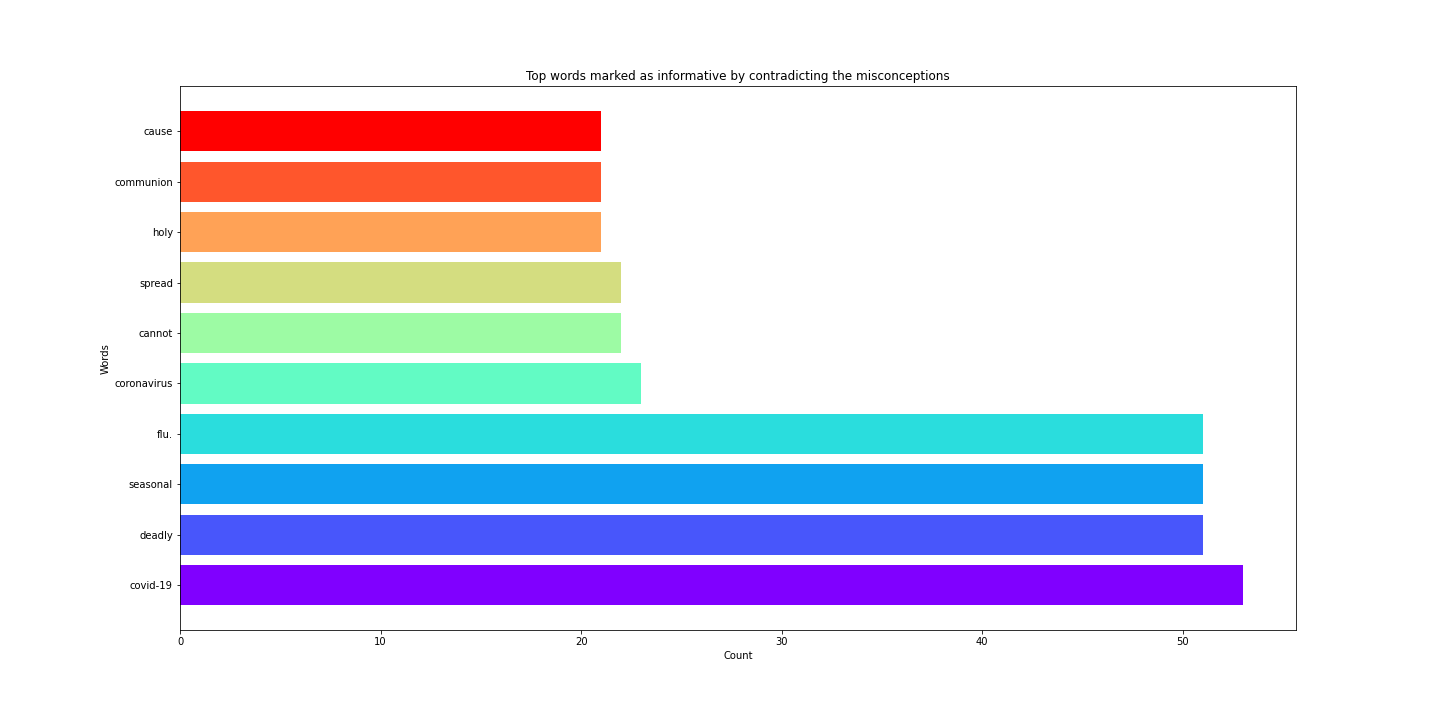 Top words marked as informative by contradicting the misconceptions
cause
communion
holy
spread
cannot
Words
coronavirus
flu.
seasonal
deadly
covid-19
0 10 20 30 40 50
Count